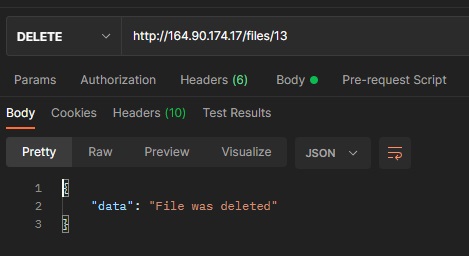 DELETE http://164.90.174.17/files/13
Params Authorization Headers (6) Body Pre-request Script
Body Cookies Headers (10) Test Results
Pretty Raw Preview Visualize JSON
1 {
2 "data": "File was deleted"
3 }